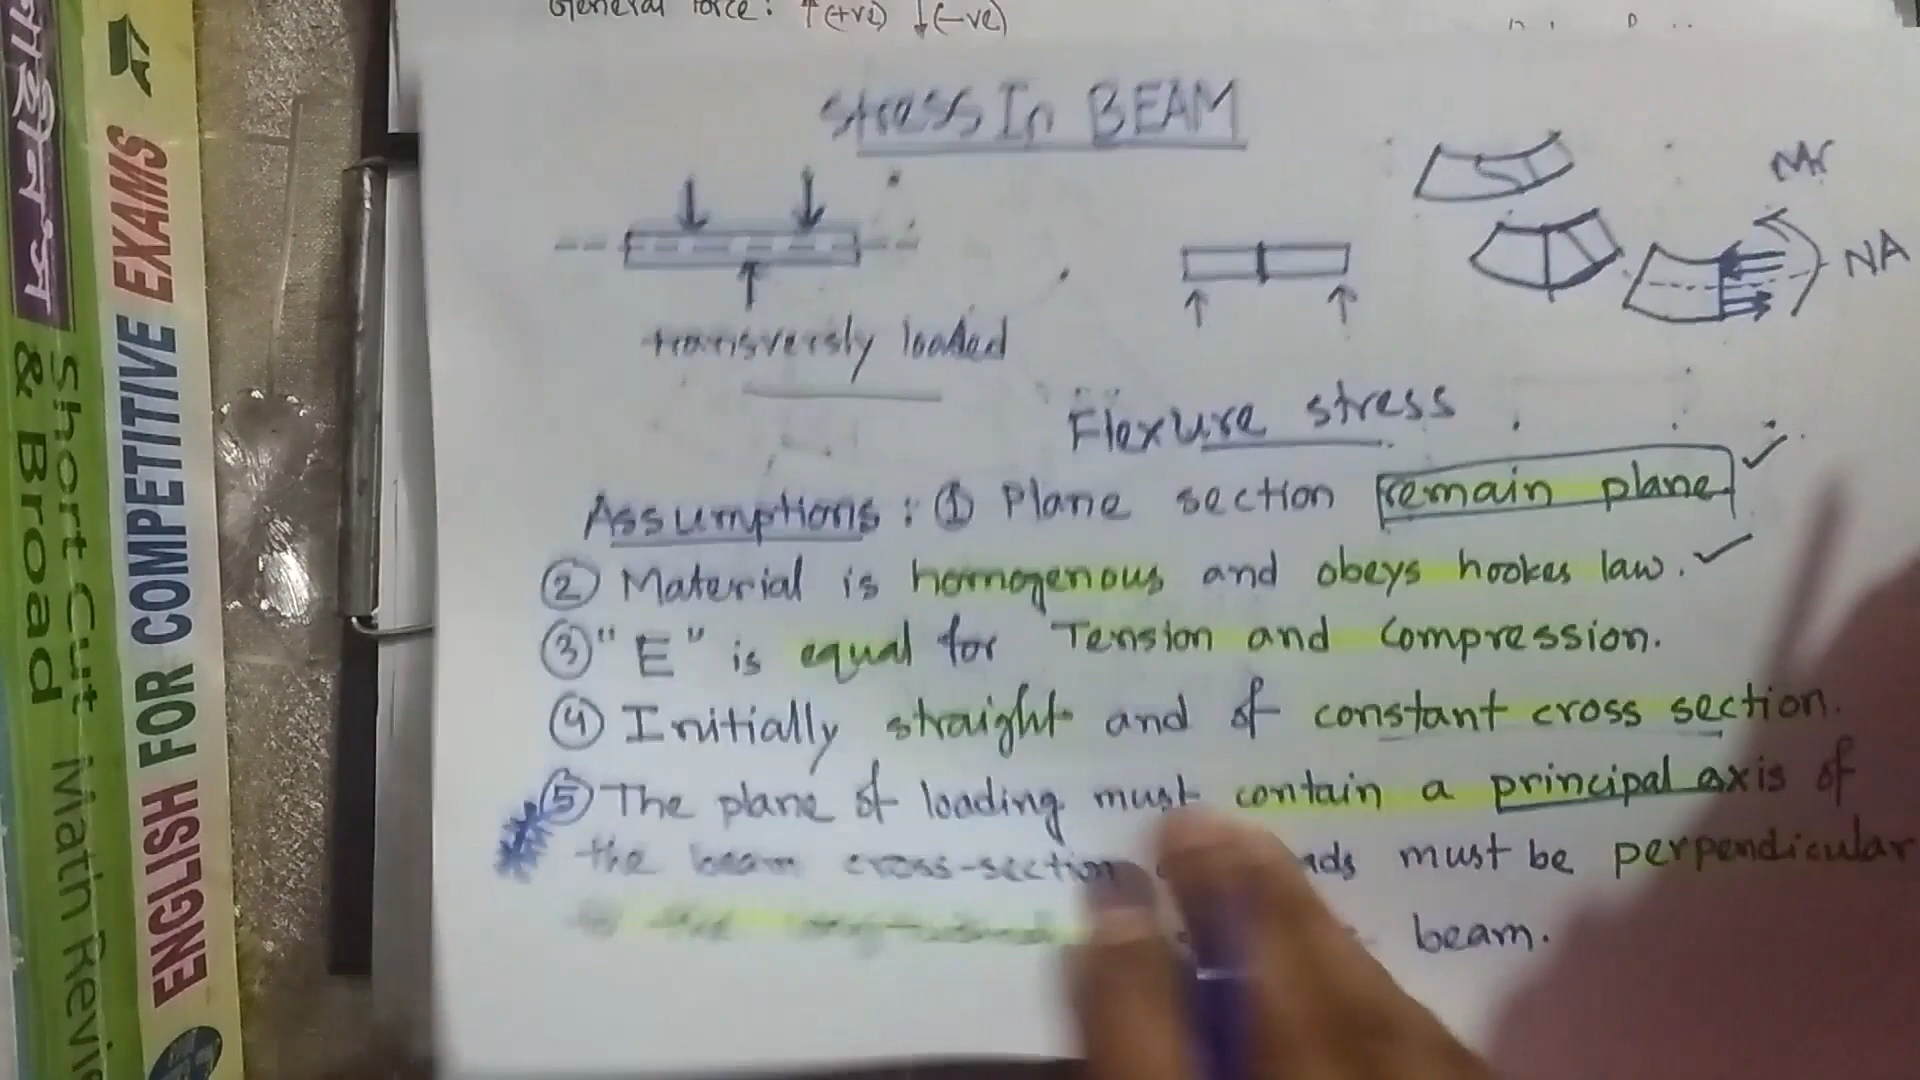 General force: ↑(+ve) ↓(-ve)
Stress In BEAM
Mr
NA
transversly loaded
Flexure stress
Assumptions: ① Plane section remain plane ✓
② Material is homogenous and obeys hookes law. ✓
③ "E" is equal for Tension and compression.
④ Initially straight and of constant cross section.
⑤ The plane of loading must contain a principal axis of
the beam cross-section must be perpendicular
beam.
Short Cut Math Revi
& Broad
ENGLISH FOR COMPETITIVE EXAMS